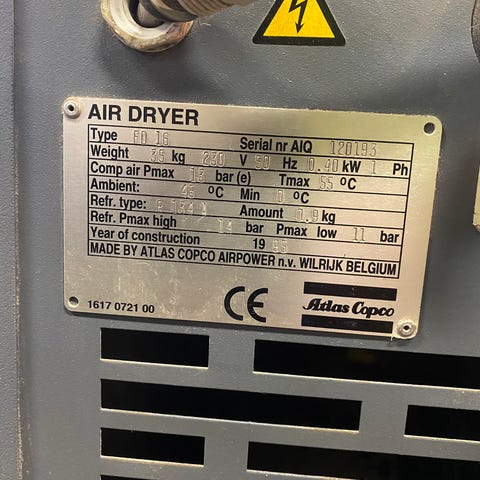 AIR DRYER
Type FD 16 Serial nr AIQ 120193
Weight 35 kg 230 V 50 Hz 0.40 kW 1 Ph
Comp air Pmax 13 bar (e) Tmax 55 °C
Ambient: 45 °C Min 0 °C
Refr. type: R 134 A Amount 0.9 kg
Refr. Pmax high 14 bar Pmax low 11 bar
Year of construction 19 95
MADE BY ATLAS COPCO AIRPOWER n.v. WILRIJK BELGIUM
1617 0721 00 CE Atlas Copco